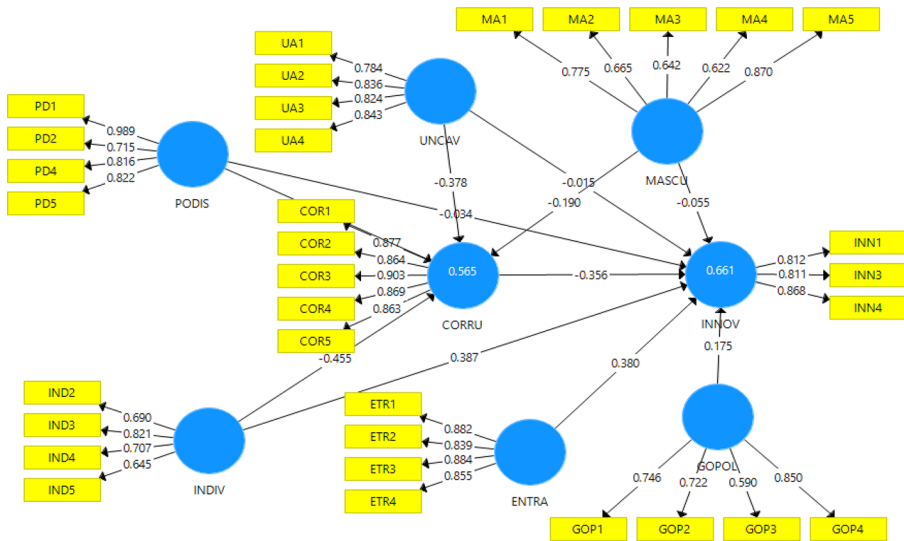 MA1 MA2 MA3 MA4 MA5
0.775 0.665 0.642 0.622 0.870
MASCU
UA1
UA2
UA3
UA4
0.784
0.836
0.824
0.843
UNCAV
PD1
PD2
PD4
PD5
0.989
0.715
0.816
0.822
PODIS
-0.378
-0.015
-0.190
-0.055
-0.034
COR1
COR2
COR3
COR4
COR5
0.877
0.864
0.903
0.869
0.863
0.565
CORRU
-0.356
0.661
INNOV
0.812
0.811
0.868
INN1
INN3
INN4
-0.455
0.387
0.380
0.175
IND2
IND3
IND4
IND5
0.690
0.821
0.707
0.645
INDIV
ETR1
ETR2
ETR3
ETR4
0.882
0.839
0.884
0.855
ENTRA
GOPOL
0.746 0.722 0.590 0.850
GOP1 GOP2 GOP3 GOP4